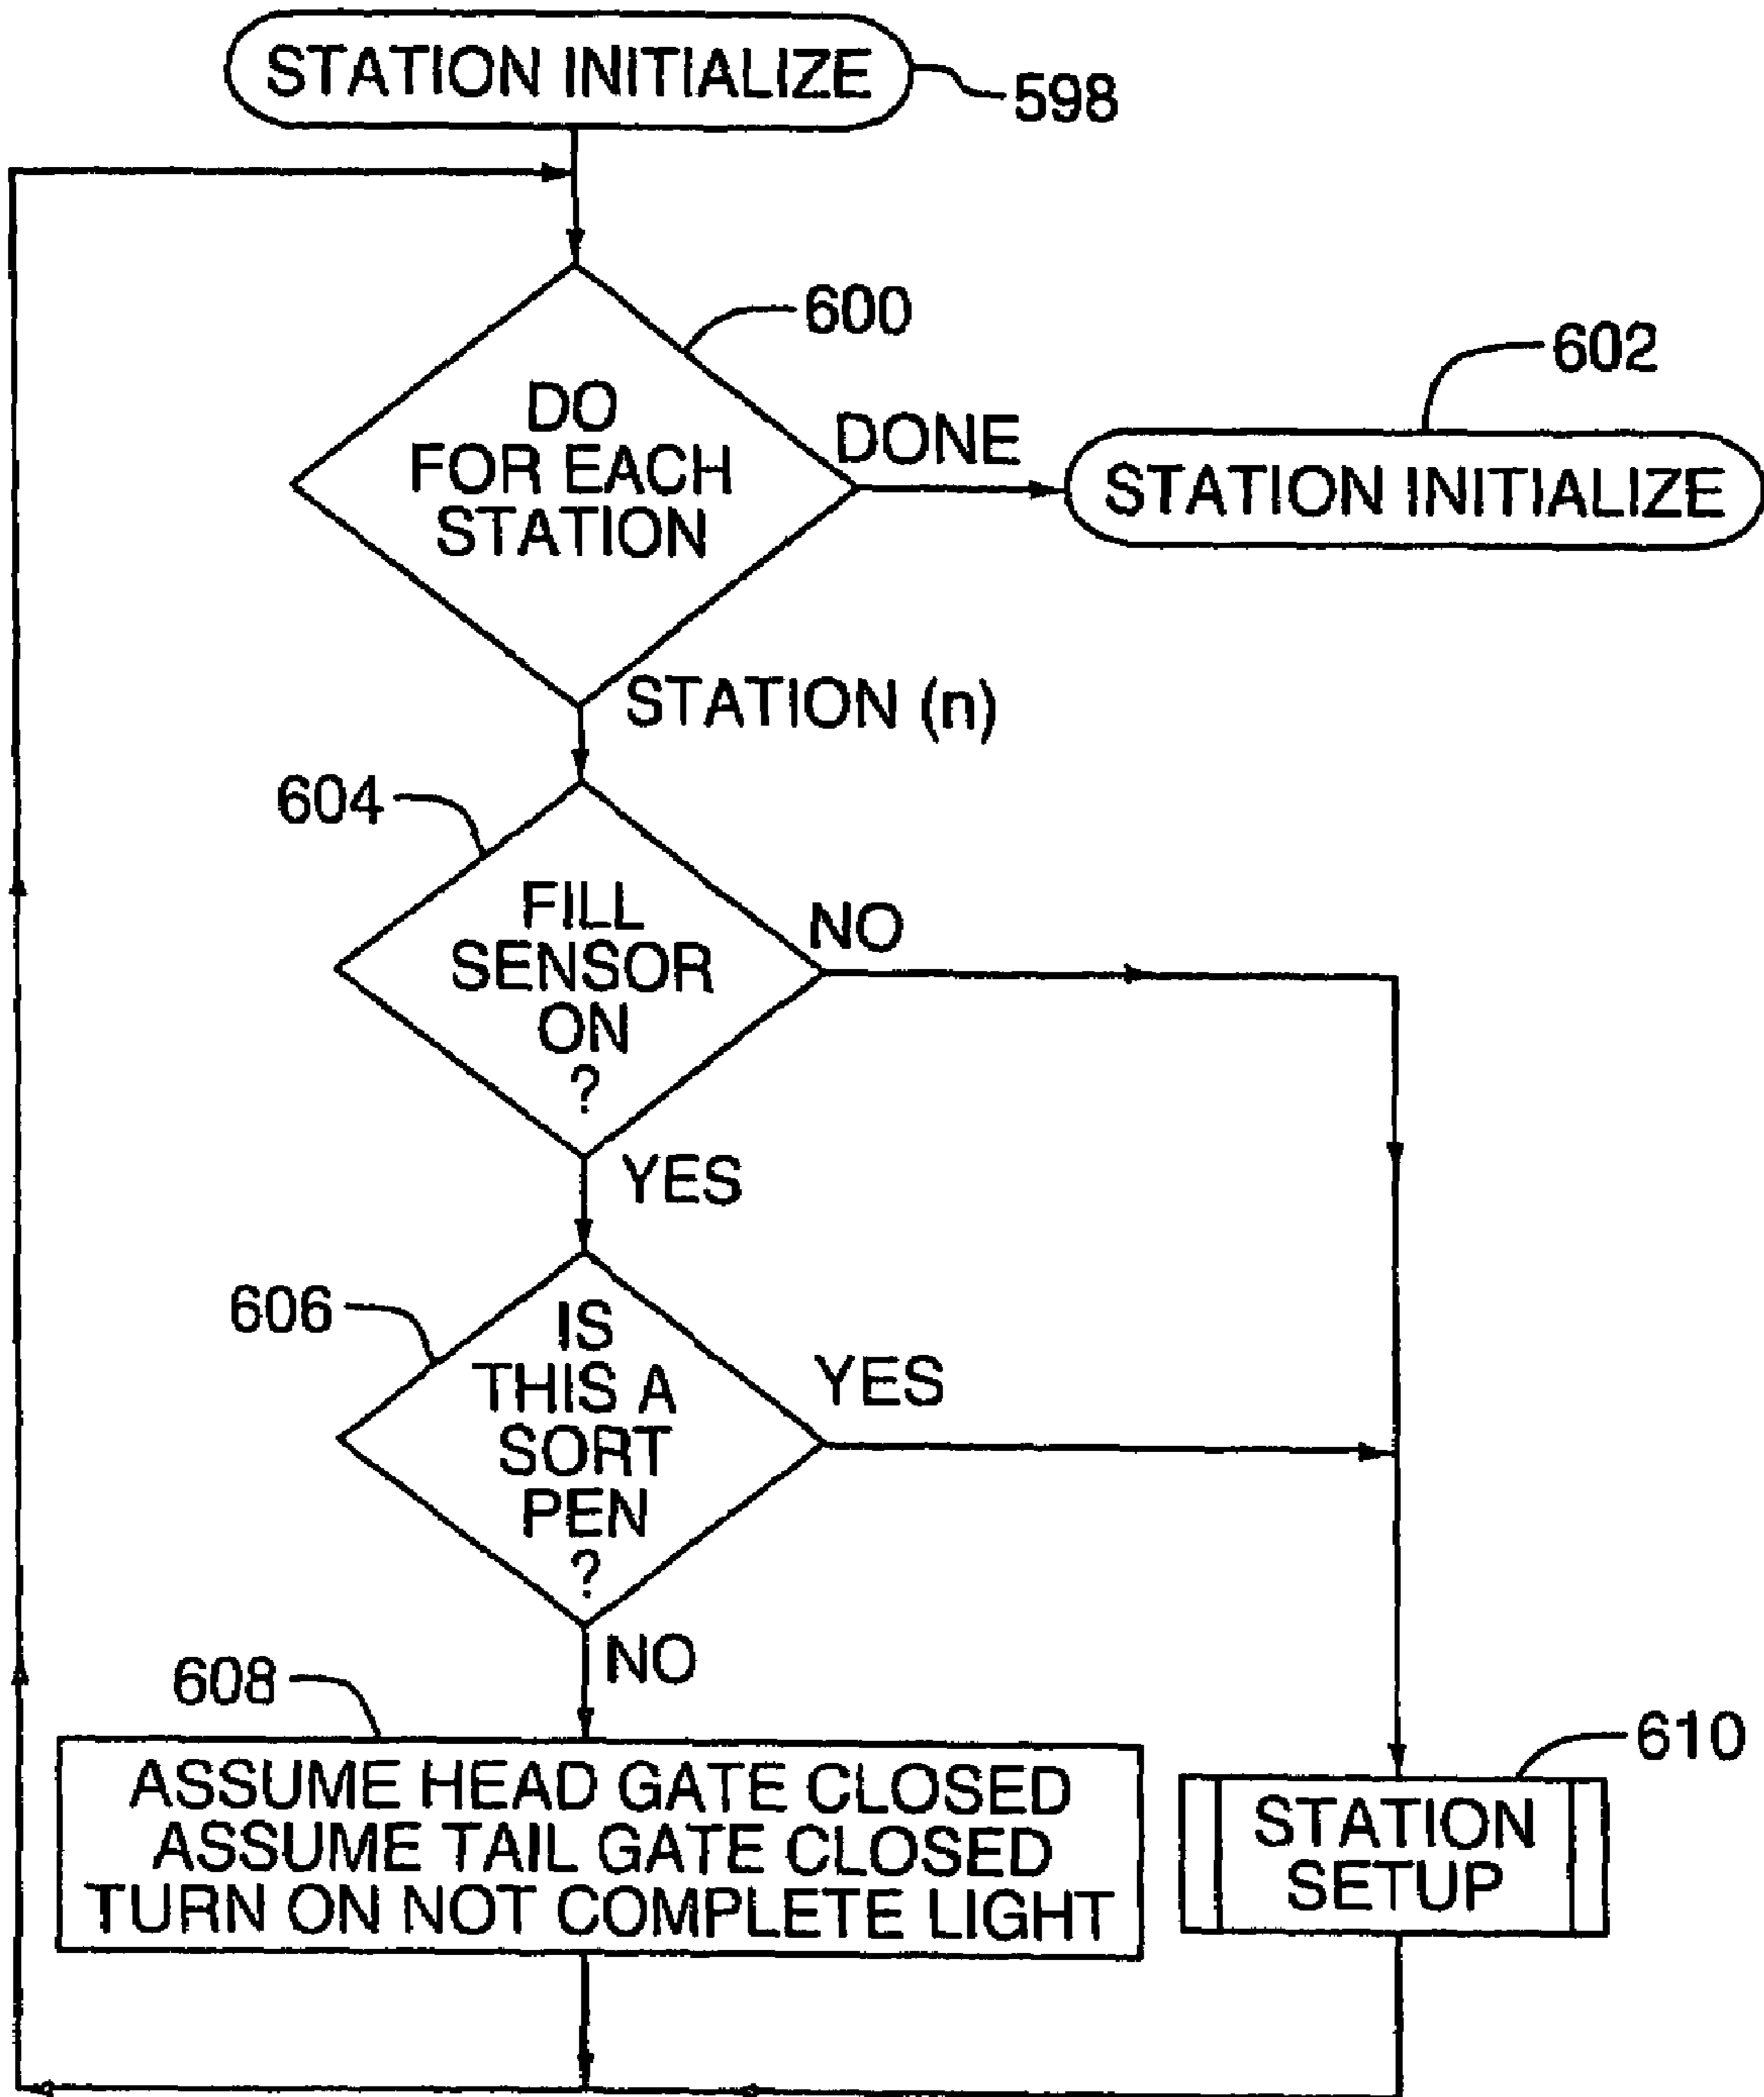 STATION INITIALIZE
598
600
DO
FOR EACH
STATION
DONE
602
STATION INITIALIZE
STATION (n)
604
FILL
SENSOR
ON
?
NO
YES
606
IS
THIS A
SORT
PEN
?
YES
NO
608
ASSUME HEAD GATE CLOSED
ASSUME TAIL GATE CLOSED
TURN ON NOT COMPLETE LIGHT
610
STATION
SETUP